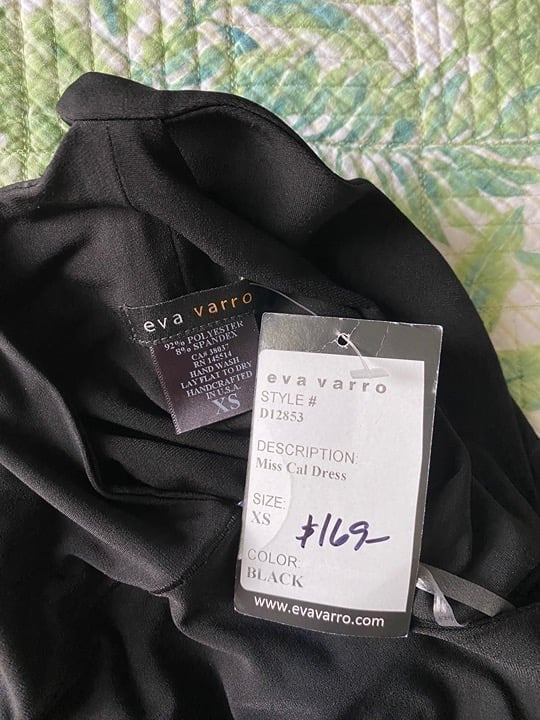 eva varro
92% POLYESTER
8% SPANDEX
CA# 38037
RN 145514
HAND WASH
LAY FLAT TO DRY
HANDCRAFTED
IN U.S.A.
XS
eva varro
STYLE #
D12853
DESCRIPTION:
Miss Cal Dress
SIZE:
XS
$169-
COLOR:
BLACK
www.evavarro.com